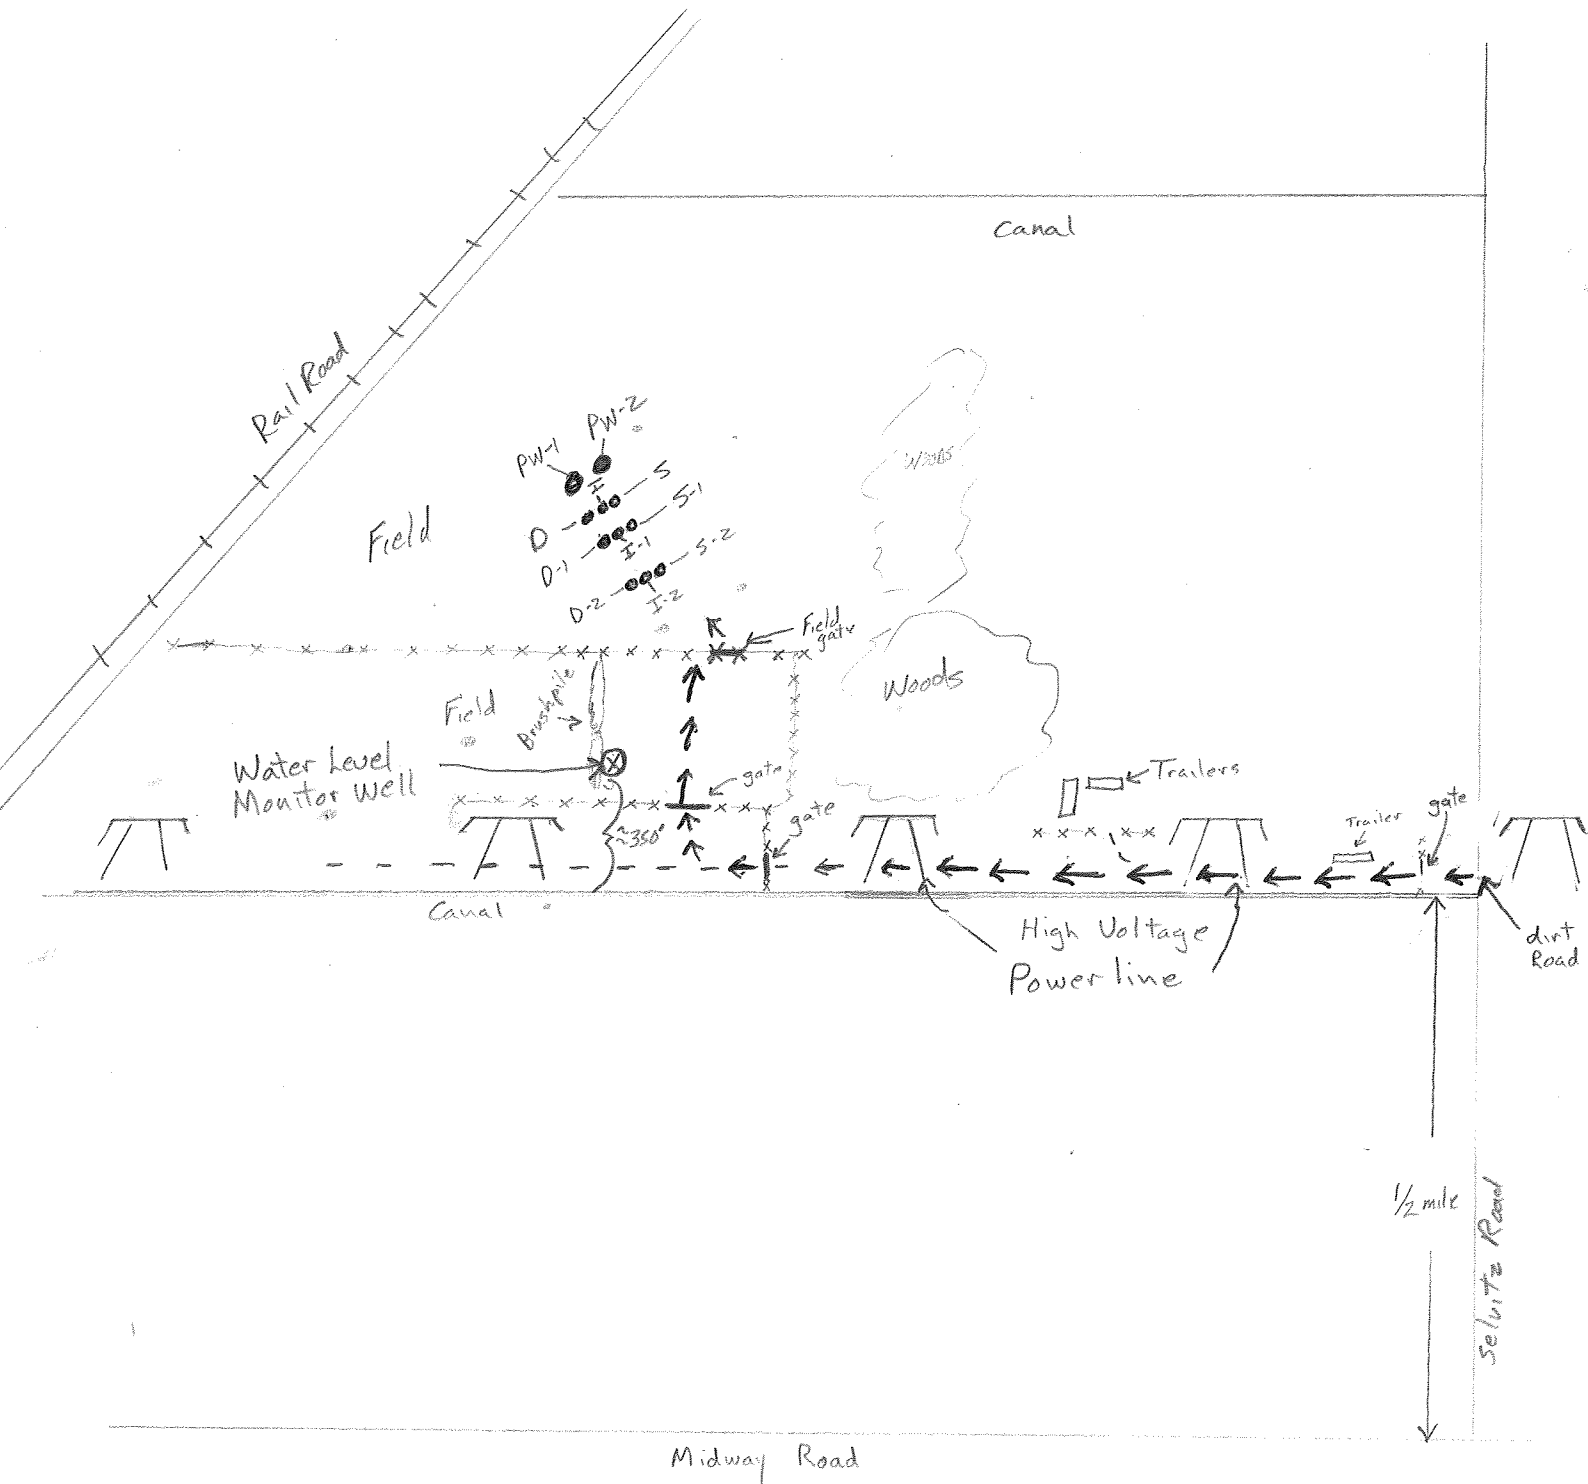 Canal
Rail Road
Woods
PW-1
PW-2
I
S
S-1
D
Field
I-1
D-1
S-2
D-2
I-2
Field
gate
Woods
Brushpile
Field
Water Level
Monitor Well
gate
Trailers
gate
gate
Trailer
≈350'
Canal
High Voltage
Power line
dirt
Road
1/2 mile
Selvitz Road
Midway Road